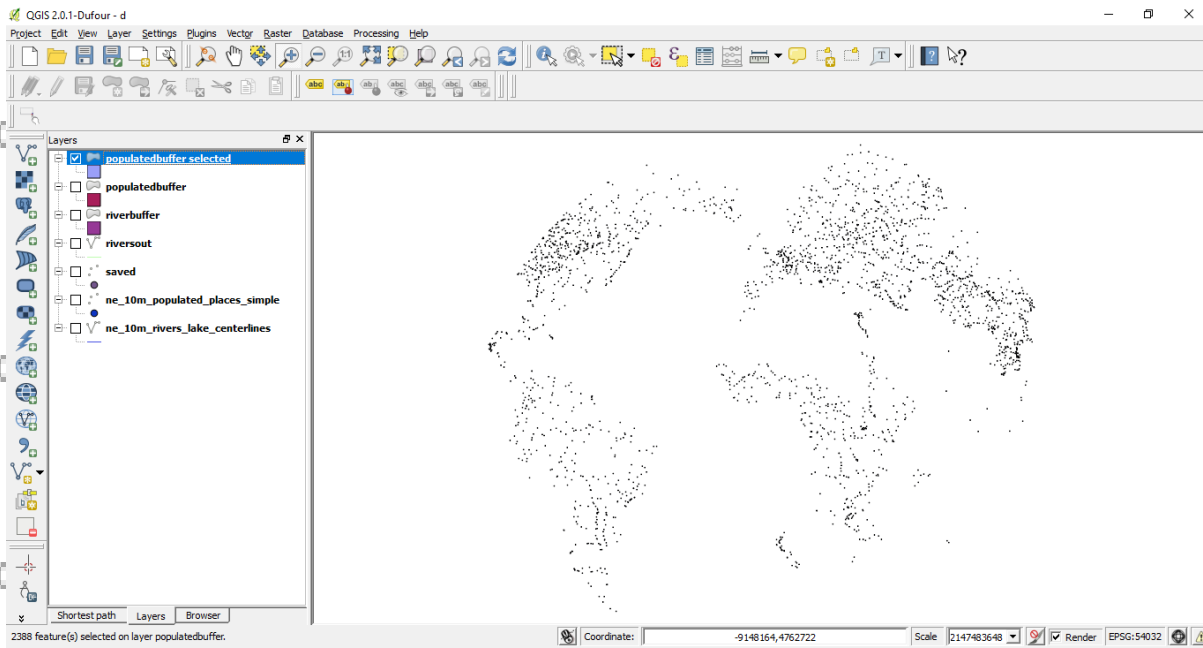 QGIS 2.0.1-Dufour - d
Project Edit View Layer Settings Plugins Vector Raster Database Processing Help
abc
Layers
populatedbuffer selected
populatedbuffer
riverbuffer
riversout
saved
ne_10m_populated_places_simple
ne_10m_rivers_lake_centerlines
Shortest path Layers Browser
2388 feature(s) selected on layer populatedbuffer. Coordinate: -9148164,4762722 Scale 2147483648 Render EPSG:54032